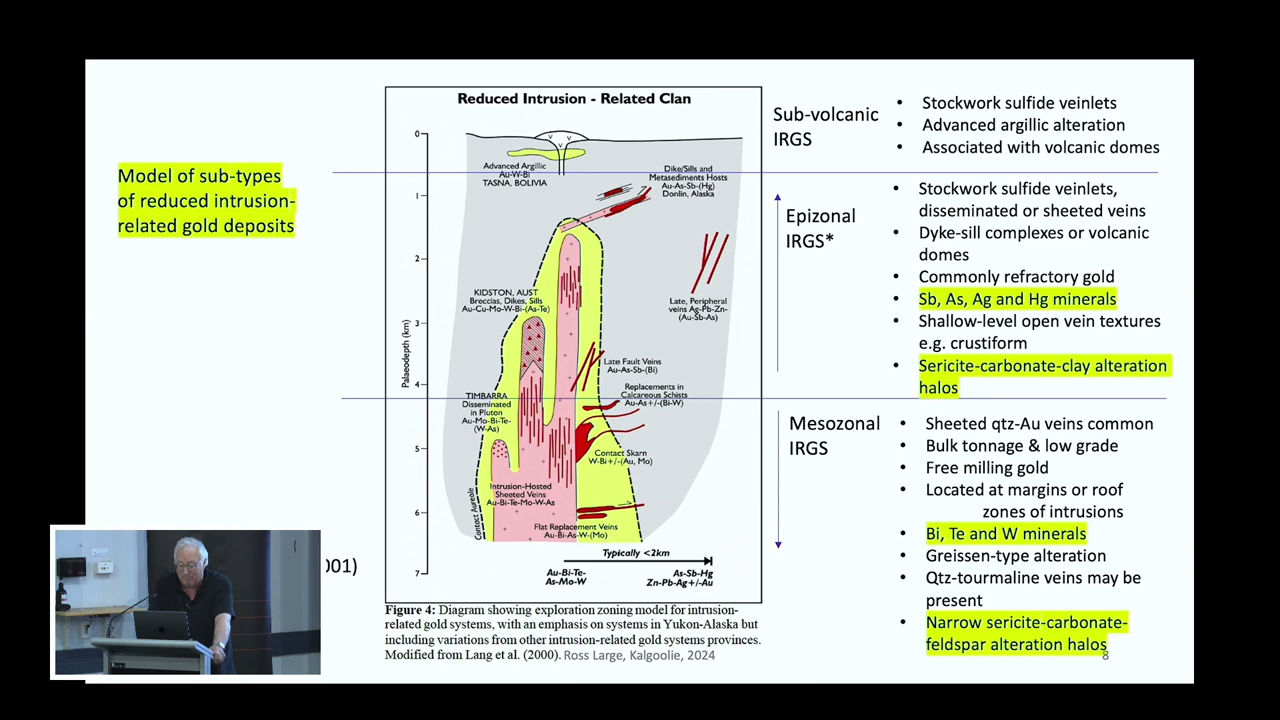 Model of sub-types
of reduced intrusion-
related gold deposits
001)
Reduced Intrusion - Related Clan
Palaeodepth (km)
0
1
2
3
4
5
6
7
V V
V
Advanced Argillic
Au-W-Bi
TASNA, BOLIVIA
Dike/Sills and
Metasediments Hosts
Au-As-Sb-(Hg)
Donlin, Alaska
KIDSTON, AUST
Breccias, Dikes, Sills
Au-Cu-Mo-W-Bi-(As-Te)
Late, Peripheral
veins Ag-Pb-Zn-
(Au-Sb-As)
Late Fault Veins
Au-As-Sb-(Bi)
Replacements in
Calcareous Schists
Au-As+/-(Bi-W)
TIMBARRA
Disseminated
in Pluton
Au-Mo-Bi-Te-
(W-As)
Contact Skarn
W-Bi+/-(Au, Mo)
Intrusion-Hosted
Sheeted Veins
Au-Bi-Te-Mo-W-As
Contact Aureole
Flat Replacement Veins
Au-Bi-As-W-(Mo)
Typically <2km
Au-Bi-Te-
As-Mo-W
As-Sb-Hg
Zn-Pb-Ag+/-Au
Figure 4: Diagram showing exploration zoning model for intrusion-
related gold systems, with an emphasis on systems in Yukon-Alaska but
including variations from other intrusion-related gold systems provinces.
Modified from Lang et al. (2000). Ross Large, Kalgoolie, 2024
Sub-volcanic
IRGS
• Stockwork sulfide veinlets
• Advanced argillic alteration
• Associated with volcanic domes
Epizonal
IRGS*
• Stockwork sulfide veinlets,
disseminated or sheeted veins
• Dyke-sill complexes or volcanic
domes
• Commonly refractory gold
• Sb, As, Ag and Hg minerals
• Shallow-level open vein textures
e.g. crustiform
• Sericite-carbonate-clay alteration
halos
Mesozonal
IRGS
• Sheeted qtz-Au veins common
• Bulk tonnage & low grade
• Free milling gold
• Located at margins or roof
zones of intrusions
• Bi, Te and W minerals
• Greissen-type alteration
• Qtz-tourmaline veins may be
present
• Narrow sericite-carbonate-
feldspar alteration halos
8